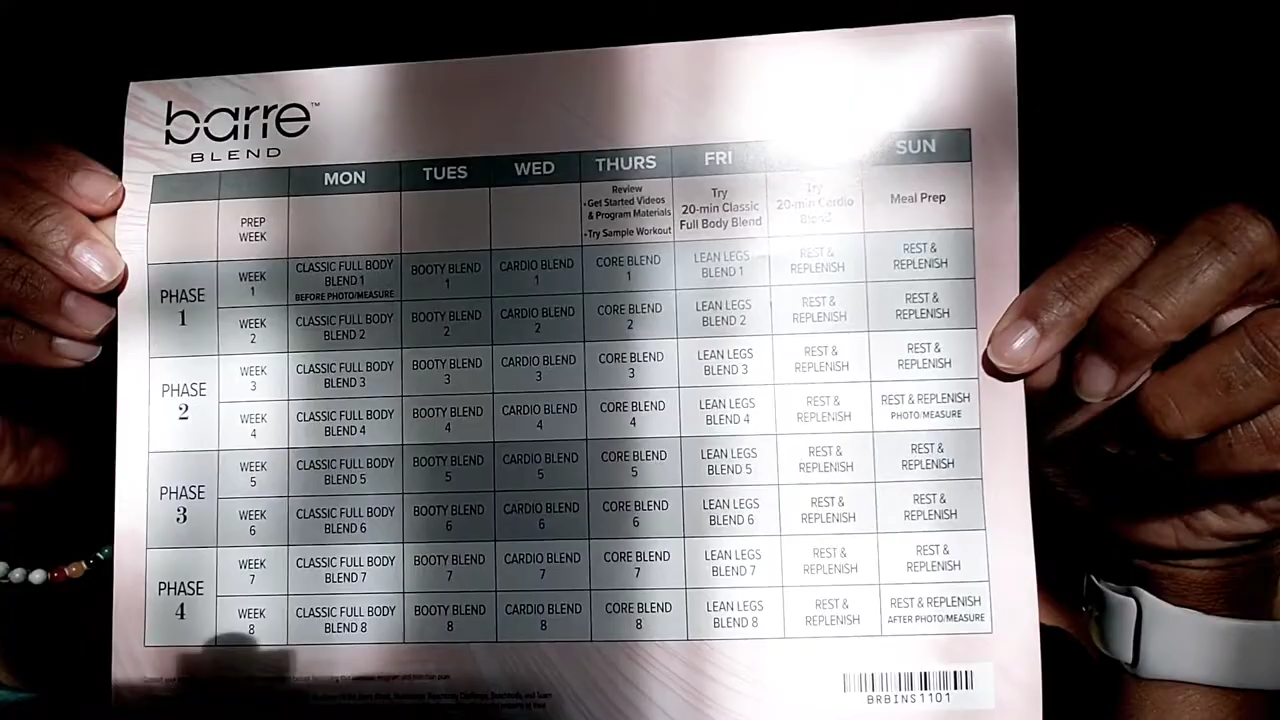 barre™
BLEND
MON TUES WED THURS FRI SUN
PREP
WEEK
Review
• Get Started Videos
& Program Materials
• Try Sample Workout
Try
20-min Classic
Full Body Blend
Try
20-min Cardio
Blend
Meal Prep
PHASE
1
WEEK
1
CLASSIC FULL BODY
BLEND 1
BEFORE PHOTO/MEASURE
BOOTY BLEND
1
CARDIO BLEND
1
CORE BLEND
1
LEAN LEGS
BLEND 1
REST &
REPLENISH
REST &
REPLENISH
WEEK
2
CLASSIC FULL BODY
BLEND 2
BOOTY BLEND
2
CARDIO BLEND
2
CORE BLEND
2
LEAN LEGS
BLEND 2
REST &
REPLENISH
REST &
REPLENISH
PHASE
2
WEEK
3
CLASSIC FULL BODY
BLEND 3
BOOTY BLEND
3
CARDIO BLEND
3
CORE BLEND
3
LEAN LEGS
BLEND 3
REST &
REPLENISH
REST &
REPLENISH
WEEK
4
CLASSIC FULL BODY
BLEND 4
BOOTY BLEND
4
CARDIO BLEND
4
CORE BLEND
4
LEAN LEGS
BLEND 4
REST &
REPLENISH
REST & REPLENISH
PHOTO/MEASURE
PHASE
3
WEEK
5
CLASSIC FULL BODY
BLEND 5
BOOTY BLEND
5
CARDIO BLEND
5
CORE BLEND
5
LEAN LEGS
BLEND 5
REST &
REPLENISH
REST &
REPLENISH
WEEK
6
CLASSIC FULL BODY
BLEND 6
BOOTY BLEND
6
CARDIO BLEND
6
CORE BLEND
6
LEAN LEGS
BLEND 6
REST &
REPLENISH
REST &
REPLENISH
PHASE
4
WEEK
7
CLASSIC FULL BODY
BLEND 7
BOOTY BLEND
7
CARDIO BLEND
7
CORE BLEND
7
LEAN LEGS
BLEND 7
REST &
REPLENISH
REST &
REPLENISH
WEEK
8
CLASSIC FULL BODY
BLEND 8
BOOTY BLEND
8
CARDIO BLEND
8
CORE BLEND
8
LEAN LEGS
BLEND 8
REST &
REPLENISH
REST & REPLENISH
AFTER PHOTO/MEASURE
BRBINS1101